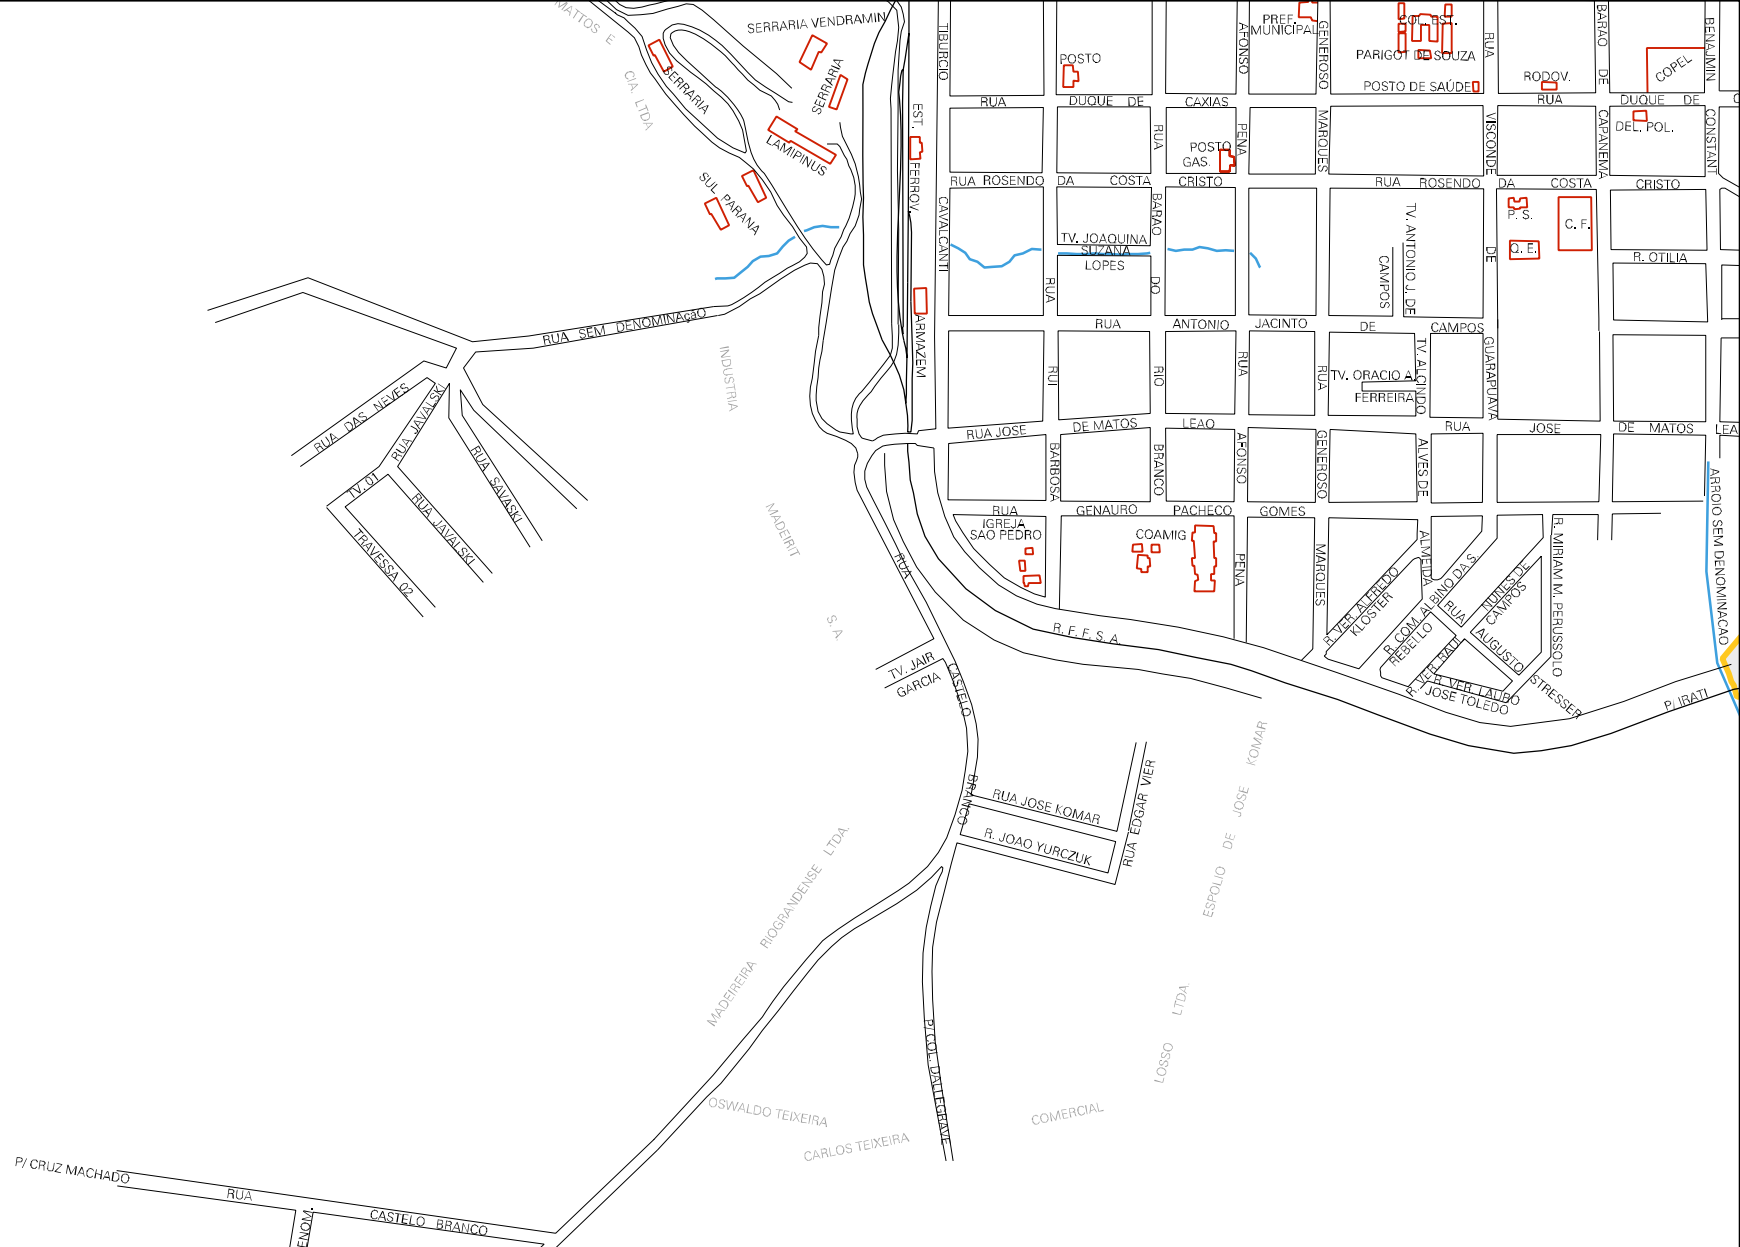 MATTOS E
CIA. LTDA
SERRARIA VENDRAMIN
SERRARIA
SERRARIA
LAMIPINUS
SUL PARANA
EST. FERROV.
ARMAZEM
TIBURCIO CAVALCANTI
POSTO
PREF.
MUNICIPAL
COL. EST.
PARIGOT DE SOUZA
POSTO DE SAÚDE
RODOV.
COPEL
DEL. POL.
RUA DUQUE DE CAXIAS
RUA DUQUE DE
POSTO
GAS.
RUA ROSENDO DA COSTA CRISTO
RUA ROSENDO DA COSTA CRISTO
AFONSO PENA
GENEROSO MARQUES
RUA VISCONDE DE GUARAPUAVA
BARAO DE CAPANEMA
BENAJMIN CONSTANT
RUA BARAO DO RIO BRANCO
P. S.
C. F.
Q. E.
R. OTILIA
TV. JOAQUINA
SUZANA
LOPES
TV. ANTONIO J. DE
CAMPOS
RUA ANTONIO JACINTO DE CAMPOS
RUA RUI BARBOSA
RUA AFONSO PENA
RUA GENEROSO MARQUES
TV. ALCINDO
TV. ORACIO A.
FERREIRA
RUA JOSE DE MATOS LEAO
RUA JOSE DE MATOS LEA
ALVES DE ALMEIDA
RUA GENAURO PACHECO GOMES
IGREJA
SAO PEDRO
COAMIG
R. VER. ALFREDO
KLOSTER
R. COM. ALBINO DA S.
REBELLO
RUA AUGUSTO STRESSER
NUNES DE
CAMPOS
R. VER. RAU
R. VER. LAURO
JOSE TOLEDO
R. MIRIAM M. PERUSSOLO
ARROIO SEM DENOMINACAO
P/ IRATI
R. F. F. S. A.
RUA SEM DENOMINAçãO
RUA DAS NEVES
RUA JAVALSKI
RUA SAVASKI
TV. 01
RUA JAVALSKI
TRAVESSA 02
INDUSTRIA
MADEIRIT
S. A
RUA CASTELO BRANCO
TV. JAIR
GARCIA
RUA JOSE KOMAR
R. JOAO YURCZUK
RUA EDGAR VIER
ESPOLIO DE JOSE KOMAR
MADEIREIRA RIOGRANDENSE LTDA.
P/ COL. DALLEGRAVE
LOSSO LTDA
OSWALDO TEIXEIRA
CARLOS TEIXEIRA
COMERCIAL
P/ CRUZ MACHADO
RUA CASTELO BRANCO
ENOM.